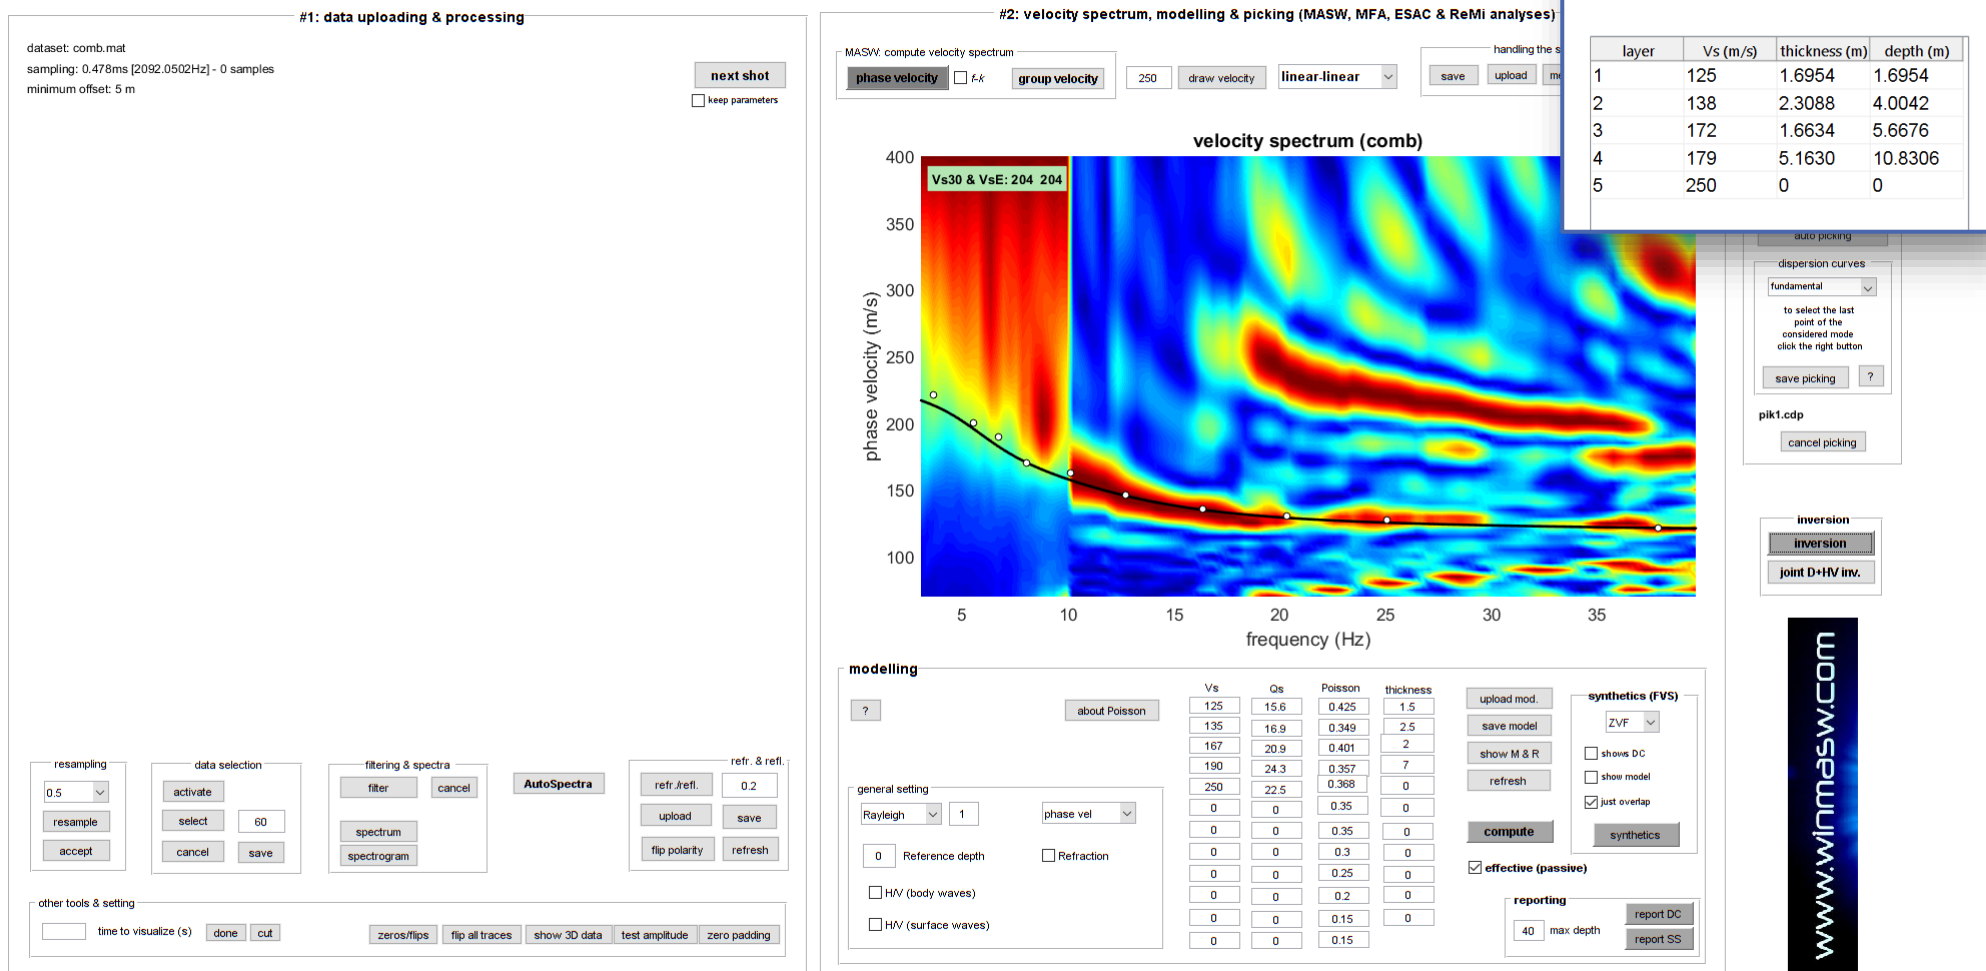 #1: data uploading & processing
dataset: comb.mat
sampling: 0.478ms [2092.0502Hz] - 0 samples
minimum offset: 5 m
next shot
keep parameters
resampling
0.5
resample
accept
data selection
activate
select 60
cancel save
filtering & spectra
filter cancel
spectrum
spectrogram
AutoSpectra
refr. & refl.
refr./refl. 0.2
upload save
flip polarity refresh
other tools & setting
time to visualize (s) done cut zeros/flips flip all traces show 3D data test amplitude zero padding
#2: velocity spectrum, modelling & picking (MASW, MFA, ESAC & ReMi analyses)
MASW: compute velocity spectrum
phase velocity f-k group velocity 250 draw velocity linear-linear
handling the s
save upload m
velocity spectrum (comb)
Vs30 & VsE: 204 204
phase velocity (m/s)
400
350
300
250
200
150
100
5 10 15 20 25 30 35
frequency (Hz)
layer Vs (m/s) thickness (m) depth (m)
1 125 1.6954 1.6954
2 138 2.3088 4.0042
3 172 1.6634 5.6676
4 179 5.1630 10.8306
5 250 0 0
auto picking
dispersion curves
fundamental
to select the last
point of the
considered mode
click the right button
save picking ?
pik1.cdp
cancel picking
inversion
inversion
joint D+HV inv.
www.winmasw.com
modelling
?
about Poisson
general setting
Rayleigh 1 phase vel
0 Reference depth Refraction
H/V (body waves)
H/V (surface waves)
Vs Qs Poisson thickness
125 15.6 0.425 1.5
135 16.9 0.349 2.5
167 20.9 0.401 2
190 24.3 0.357 7
250 22.5 0.368 0
0 0 0.35 0
0 0 0.35 0
0 0 0.3 0
0 0 0.25 0
0 0 0.2 0
0 0 0.15 0
0 0 0.15
upload mod.
save model
show M & R
refresh
compute
effective (passive)
synthetics (FVS)
ZVF
shows DC
show model
just overlap
synthetics
reporting
40 max depth
report DC
report SS